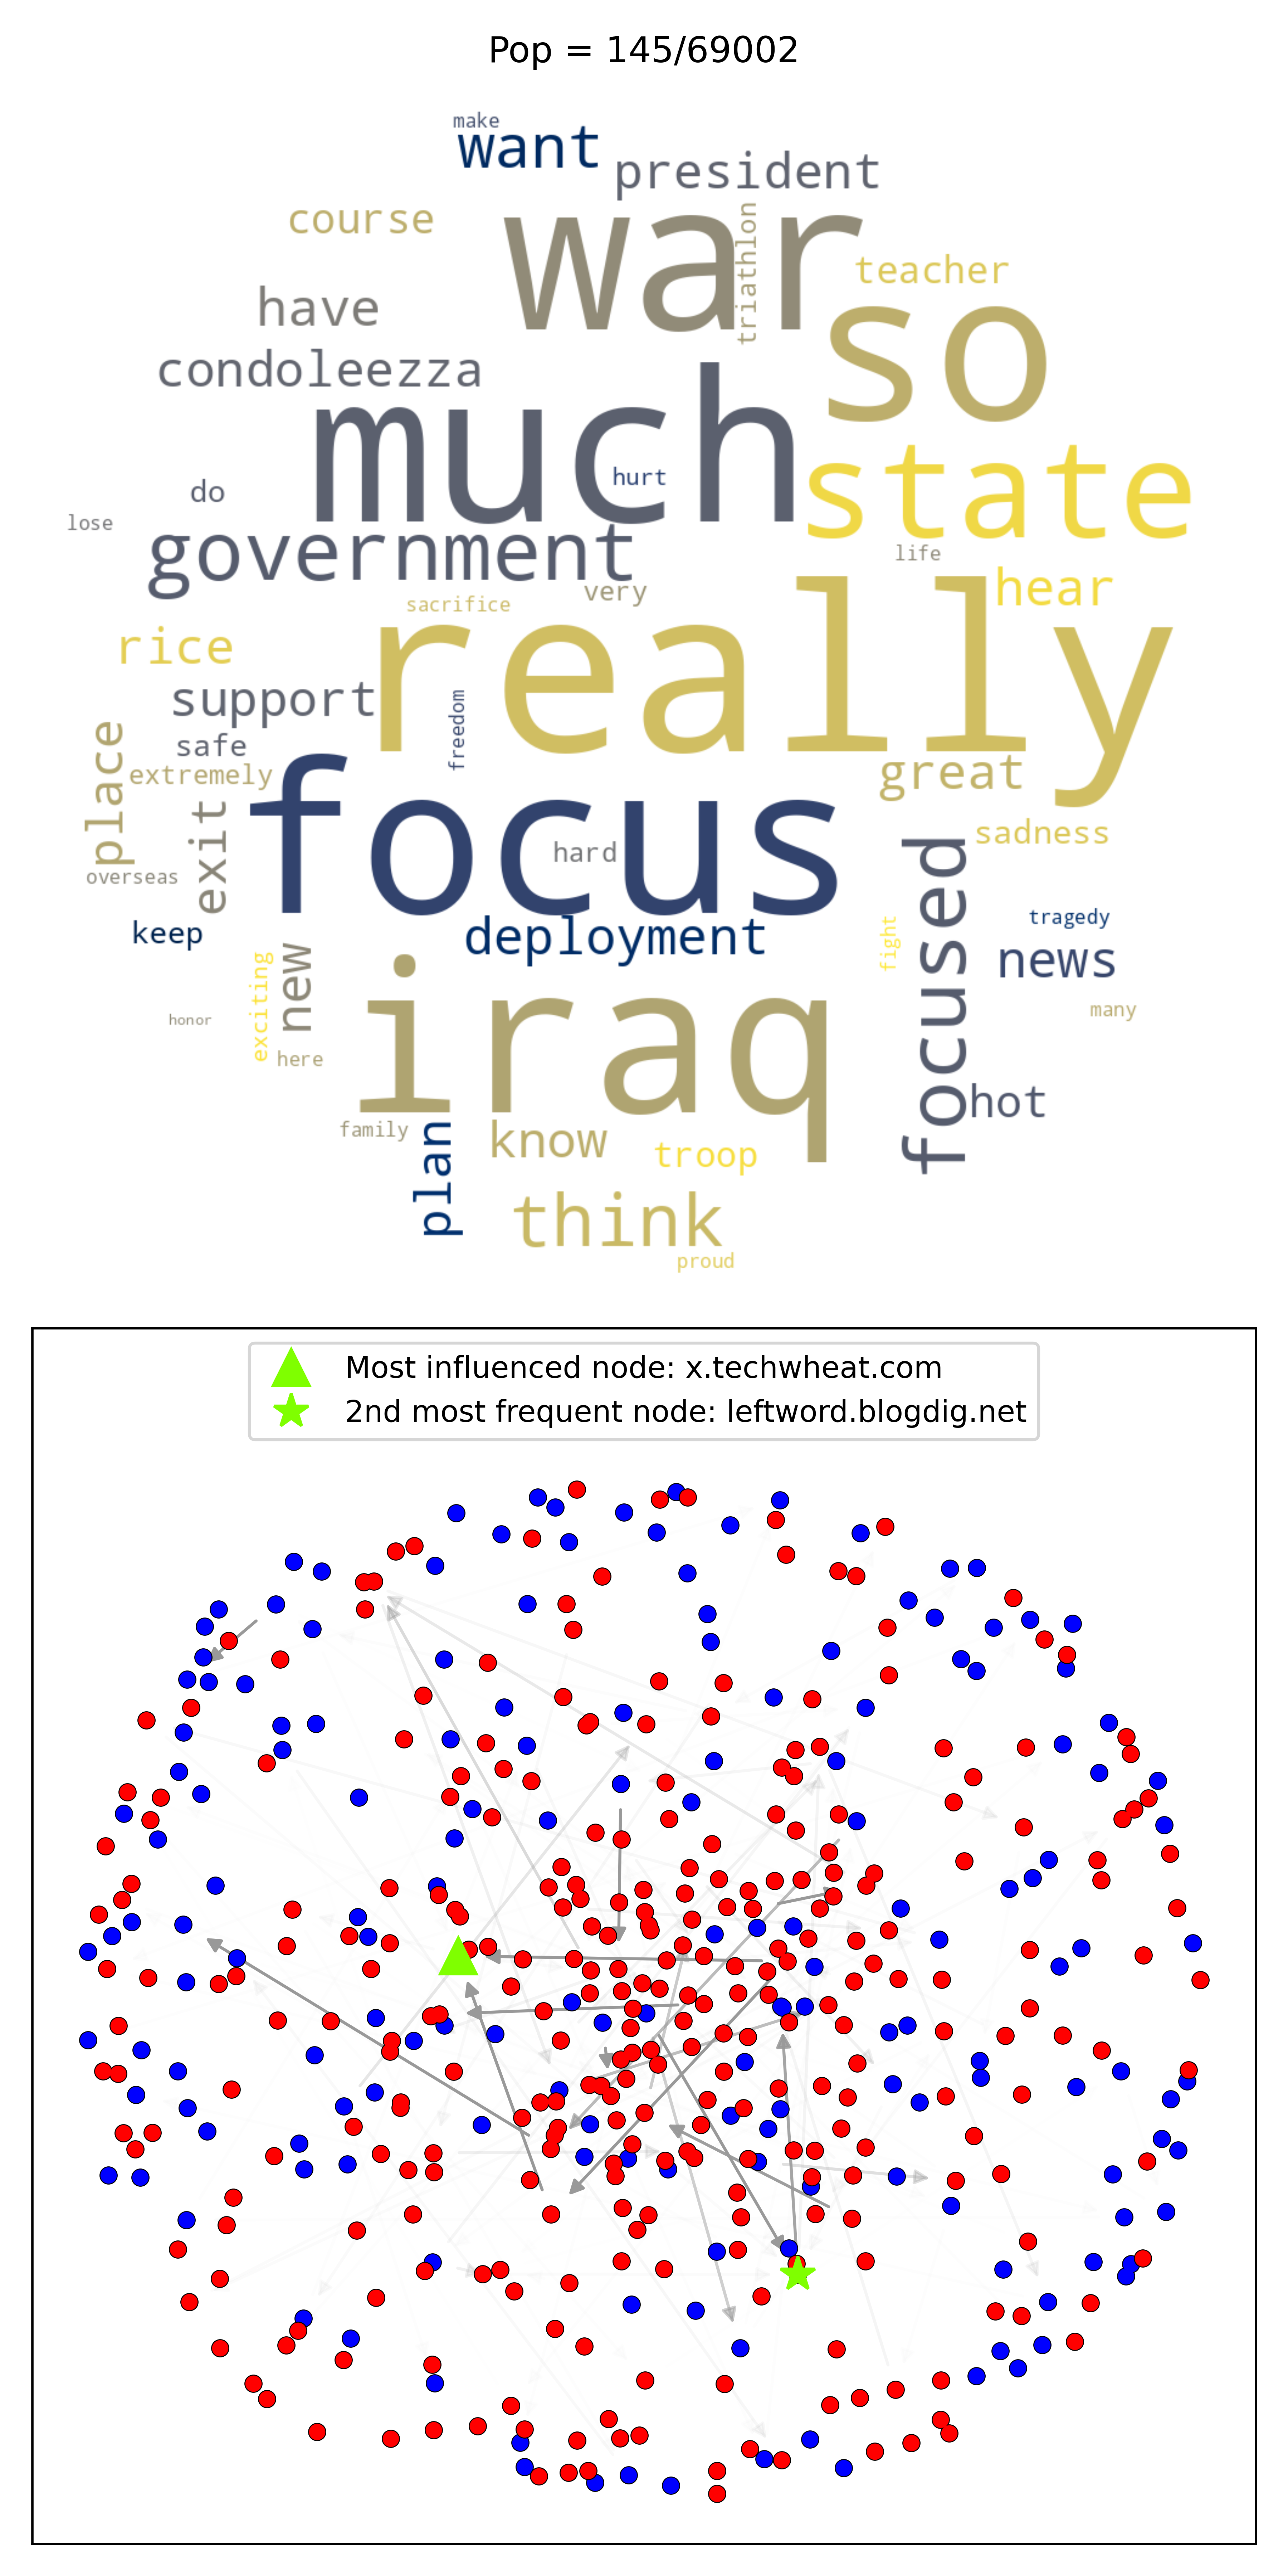 Pop = 145/69002
make
want
president
course
war
triathlon
teacher
have
so
condoleezza
much
hurt
state
do
lose
government
life
very
hear
sacrifice
really
rice
support
freedom
safe
place
extremely
great
focus
exit
sadness
hard
overseas
focused
keep
deployment
tragedy
fight
news
exciting
new
iraq
many
honor
here
hot
family
plan
know
troop
think
proud
Most influenced node: x.techwheat.com
2nd most frequent node: leftword.blogdig.net